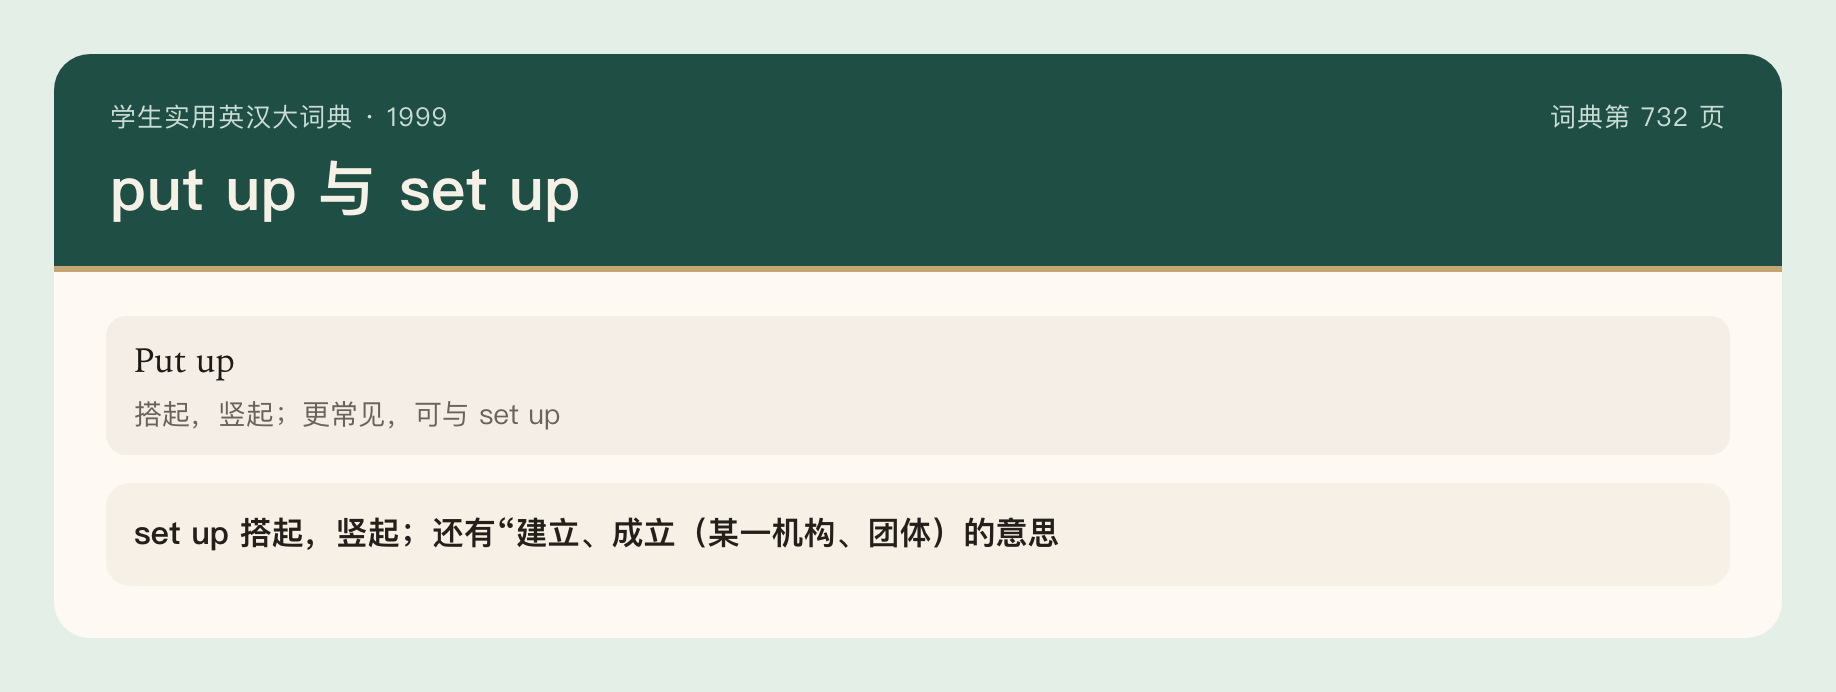 学生实用英汉大词典 · 1999
词典第 732 页
put up 与 set up
Put up
搭起，竖起；更常见，可与 set up
set up 搭起，竖起；还有“建立、成立（某一机构、团体）的意思